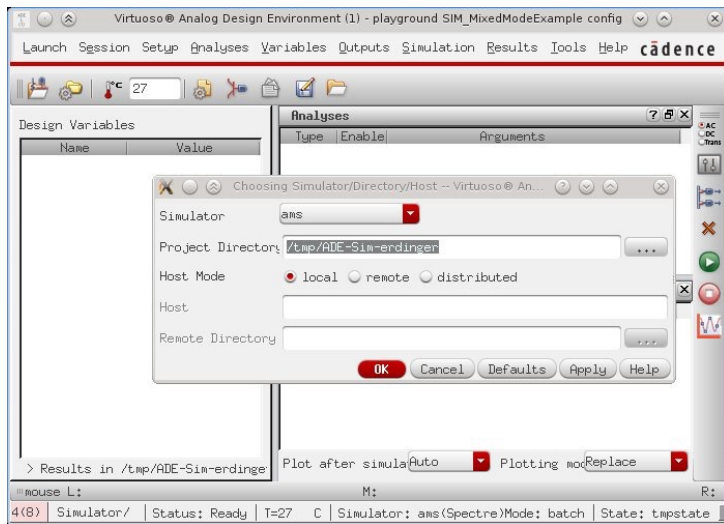 Virtuoso® Analog Design Environment (1) - playground SIM_MixedModeExample config
Launch Session Setup Analyses Variables Outputs Simulation Results Tools Help cādence
°C 27
Design Variables
Name Value
Analyses
Type Enable Arguments
AC
DC
Trans
Choosing Simulator/Directory/Host -- Virtuoso® An...
Simulator ams
Project Directory /tmp/ADE-Sim-erdinger ...
Host Mode local remote distributed
Host
Remote Directory ...
OK Cancel Defaults Apply Help
> Results in /tmp/ADE-Sim-erdinge
Plot after simula Auto Plotting mod Replace
mouse L: M: R:
4(8) Simulator/ Status: Ready T=27 C Simulator: ams(Spectre) Mode: batch State: tmpstate